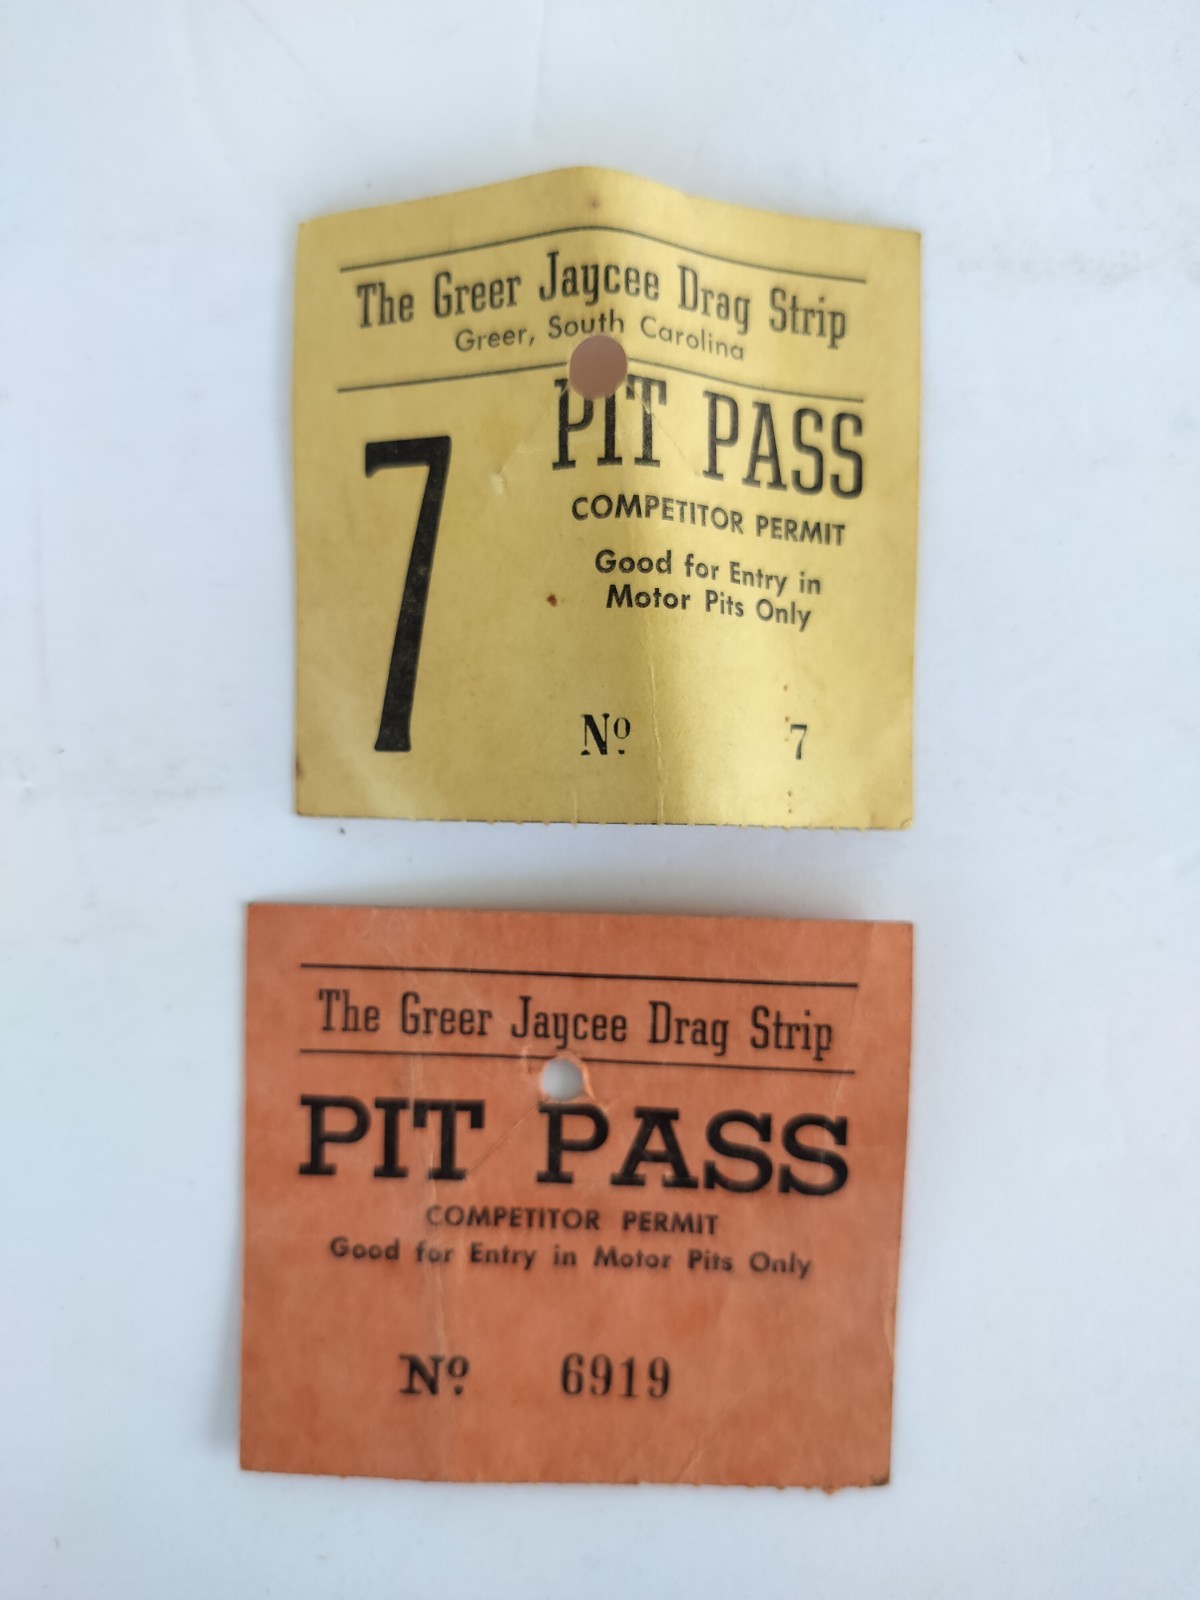 The Greer Jaycee Drag Strip
Greer, South Carolina
7
PIT PASS
COMPETITOR PERMIT
Good for Entry in
Motor Pits Only
Nº 7
The Greer Jaycee Drag Strip
PIT PASS
COMPETITOR PERMIT
Good for Entry in Motor Pits Only
Nº 6919